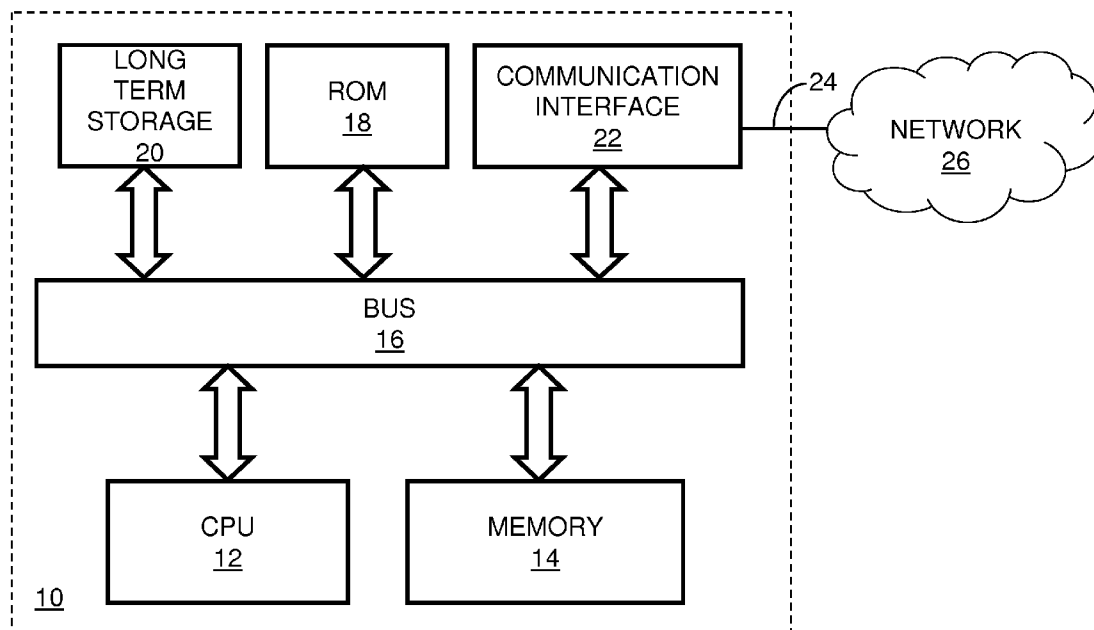 LONG
TERM
STORAGE
20
ROM
18
COMMUNICATION
INTERFACE
22
24
NETWORK
26
BUS
16
CPU
12
MEMORY
14
10